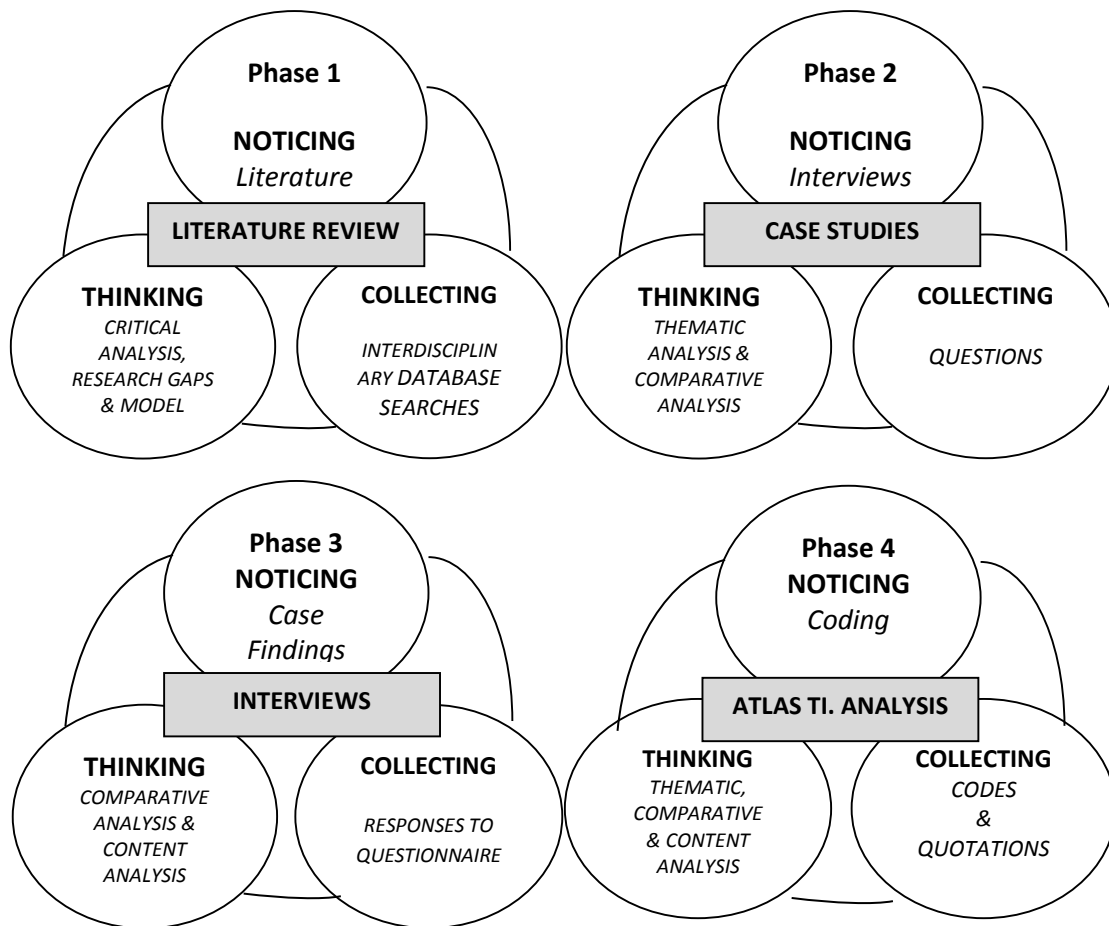 Phase 1
NOTICING
Literature
LITERATURE REVIEW
THINKING
CRITICAL
ANALYSIS,
RESEARCH GAPS
& MODEL
COLLECTING
INTERDISCIPLIN
ARY DATABASE
SEARCHES
Phase 2
NOTICING
Interviews
CASE STUDIES
THINKING
THEMATIC
ANALYSIS &
COMPARATIVE
ANALYSIS
COLLECTING
QUESTIONS
Phase 3
NOTICING
Case
Findings
INTERVIEWS
THINKING
COMPARATIVE
ANALYSIS &
CONTENT
ANALYSIS
COLLECTING
RESPONSES TO
QUESTIONNAIRE
Phase 4
NOTICING
Coding
ATLAS TI. ANALYSIS
THINKING
THEMATIC,
COMPARATIVE
& CONTENT
ANALYSIS
COLLECTING
CODES
&
QUOTATIONS